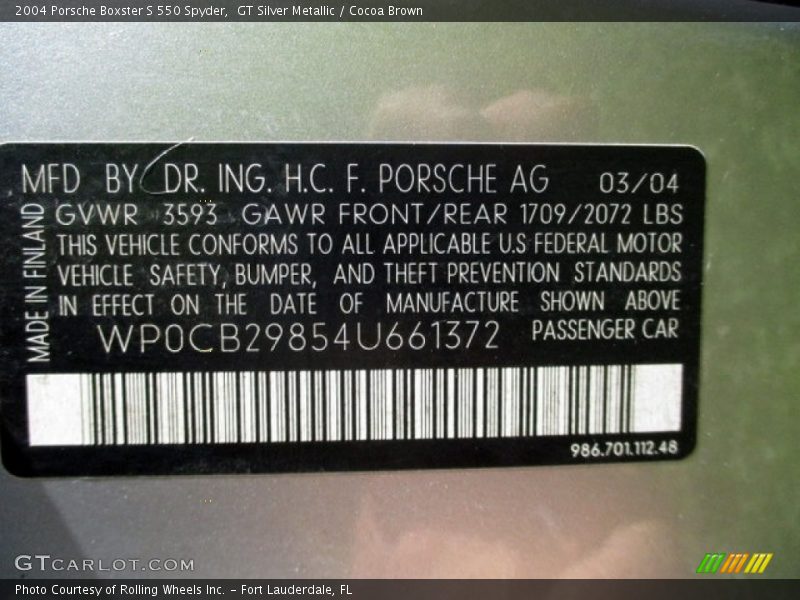 2004 Porsche Boxster S 550 Spyder,  GT Silver Metallic / Cocoa Brown
MFD BY DR. ING. H.C. F. PORSCHE AG 03/04
GVWR 3593 GAWR FRONT/REAR 1709/2072 LBS
THIS VEHICLE CONFORMS TO ALL APPLICABLE U.S FEDERAL MOTOR
VEHICLE SAFETY, BUMPER, AND THEFT PREVENTION STANDARDS
IN EFFECT ON THE DATE OF MANUFACTURE SHOWN ABOVE
WP0CB29854U661372 PASSENGER CAR
MADE IN FINLAND
986.701.112.48
GTCARLOT.COM
Photo Courtesy of Rolling Wheels Inc. – Fort Lauderdale, FL